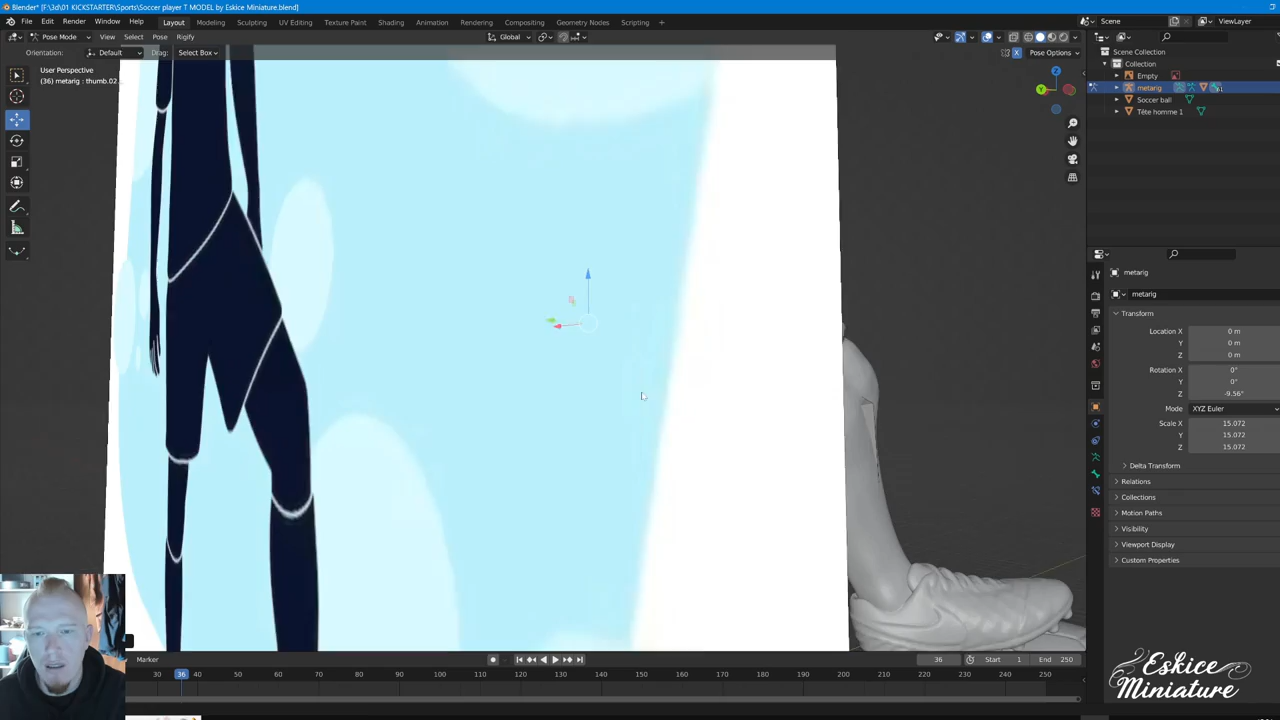 Blender* [F:\3d\01 KICKSTARTER\Sports\Soccer player T MODEL by Eskice Miniature.blend]
File Edit Render Window Help Layout Modeling Sculpting UV Editing Texture Paint Shading Animation Rendering Compositing Geometry Nodes Scripting + Scene ViewLayer
Pose Mode View Select Pose Rigify Global
Orientation: Default Drag: Select Box X Pose Options
User Perspective
(36) metarig : thumb.02
Z
Y
Scene Collection
Collection
Empty
metarig
Soccer ball
Tête homme 1
metarig
metarig
Transform
Location X 0 m
Y 0 m
Z 0 m
Rotation X 0°
Y 0°
Z -9.56°
Mode XYZ Euler
Scale X 15.072
Y 15.072
Z 15.072
Delta Transform
Relations
Collections
Motion Paths
Visibility
Viewport Display
Custom Properties
Marker 36 Start 1 End 250
30 36 40 50 60 70 80 90 100 110 120 130 140 150 160 170 180 190 200 210 220 230 240 250
Eskice
Miniature